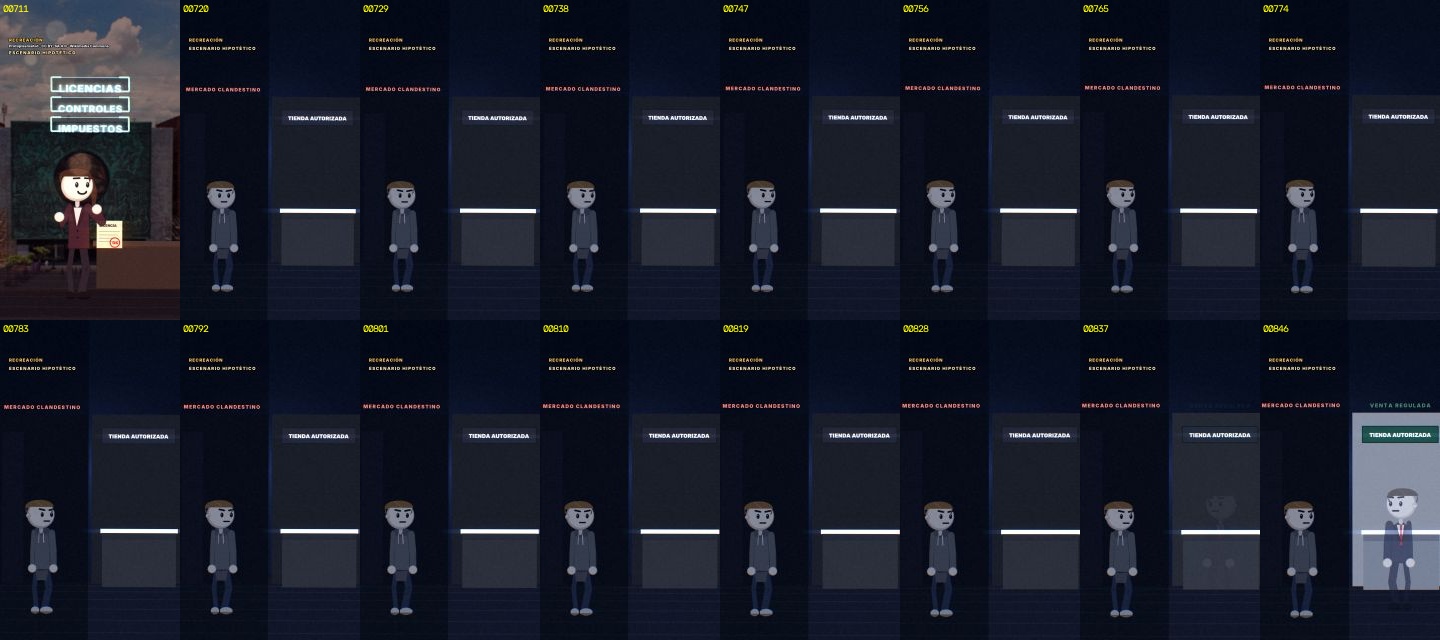 00711
RECREACIÓN
ESCENARIO HIPOTÉTICO
LICENCIAS
CONTROLES
IMPUESTOS
LICENCIA
00720
RECREACIÓN
ESCENARIO HIPOTÉTICO
MERCADO CLANDESTINO
TIENDA AUTORIZADA
00729
RECREACIÓN
ESCENARIO HIPOTÉTICO
MERCADO CLANDESTINO
TIENDA AUTORIZADA
00738
RECREACIÓN
ESCENARIO HIPOTÉTICO
MERCADO CLANDESTINO
TIENDA AUTORIZADA
00747
RECREACIÓN
ESCENARIO HIPOTÉTICO
MERCADO CLANDESTINO
TIENDA AUTORIZADA
00756
RECREACIÓN
ESCENARIO HIPOTÉTICO
MERCADO CLANDESTINO
TIENDA AUTORIZADA
00765
RECREACIÓN
ESCENARIO HIPOTÉTICO
MERCADO CLANDESTINO
TIENDA AUTORIZADA
00774
RECREACIÓN
ESCENARIO HIPOTÉTICO
MERCADO CLANDESTINO
TIENDA AUTORIZADA
00783
RECREACIÓN
ESCENARIO HIPOTÉTICO
MERCADO CLANDESTINO
TIENDA AUTORIZADA
00792
RECREACIÓN
ESCENARIO HIPOTÉTICO
MERCADO CLANDESTINO
TIENDA AUTORIZADA
00801
RECREACIÓN
ESCENARIO HIPOTÉTICO
MERCADO CLANDESTINO
TIENDA AUTORIZADA
00810
RECREACIÓN
ESCENARIO HIPOTÉTICO
MERCADO CLANDESTINO
TIENDA AUTORIZADA
00819
RECREACIÓN
ESCENARIO HIPOTÉTICO
MERCADO CLANDESTINO
TIENDA AUTORIZADA
00828
RECREACIÓN
ESCENARIO HIPOTÉTICO
MERCADO CLANDESTINO
TIENDA AUTORIZADA
00837
RECREACIÓN
ESCENARIO HIPOTÉTICO
MERCADO CLANDESTINO
VENTA REGULADA
TIENDA AUTORIZADA
00846
RECREACIÓN
ESCENARIO HIPOTÉTICO
MERCADO CLANDESTINO
VENTA REGULADA
TIENDA AUTORIZADA